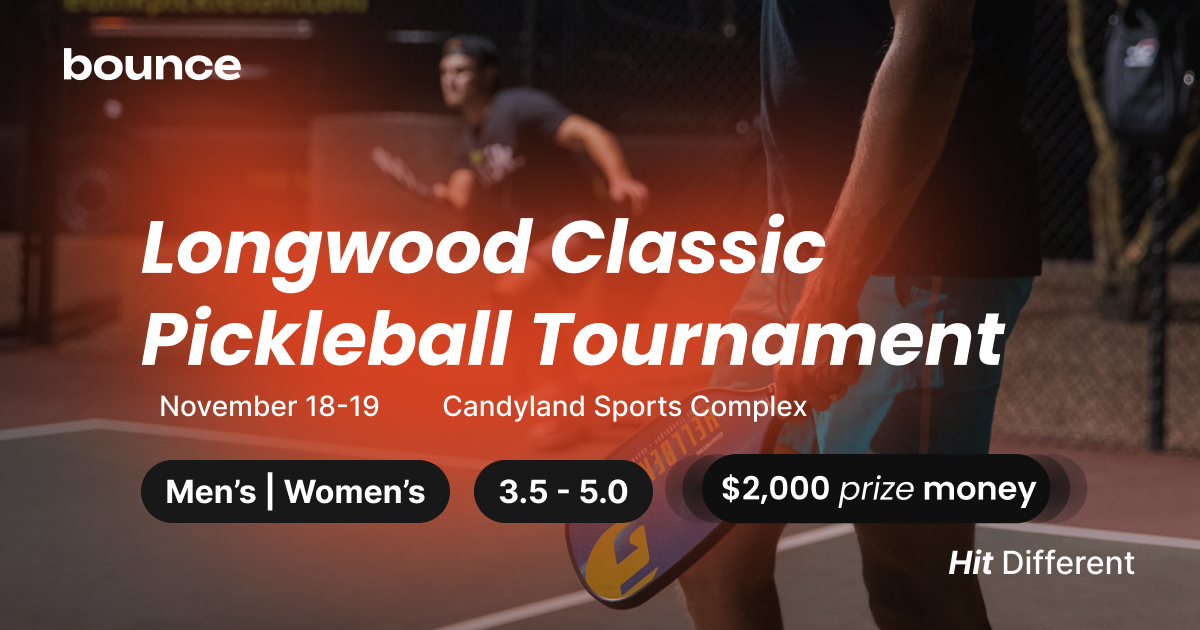 bounce
Longwood Classic
Pickleball Tournament
November 18-19 Candyland Sports Complex
Men's | Women's 3.5 - 5.0 $2,000 prize money
Hit Different